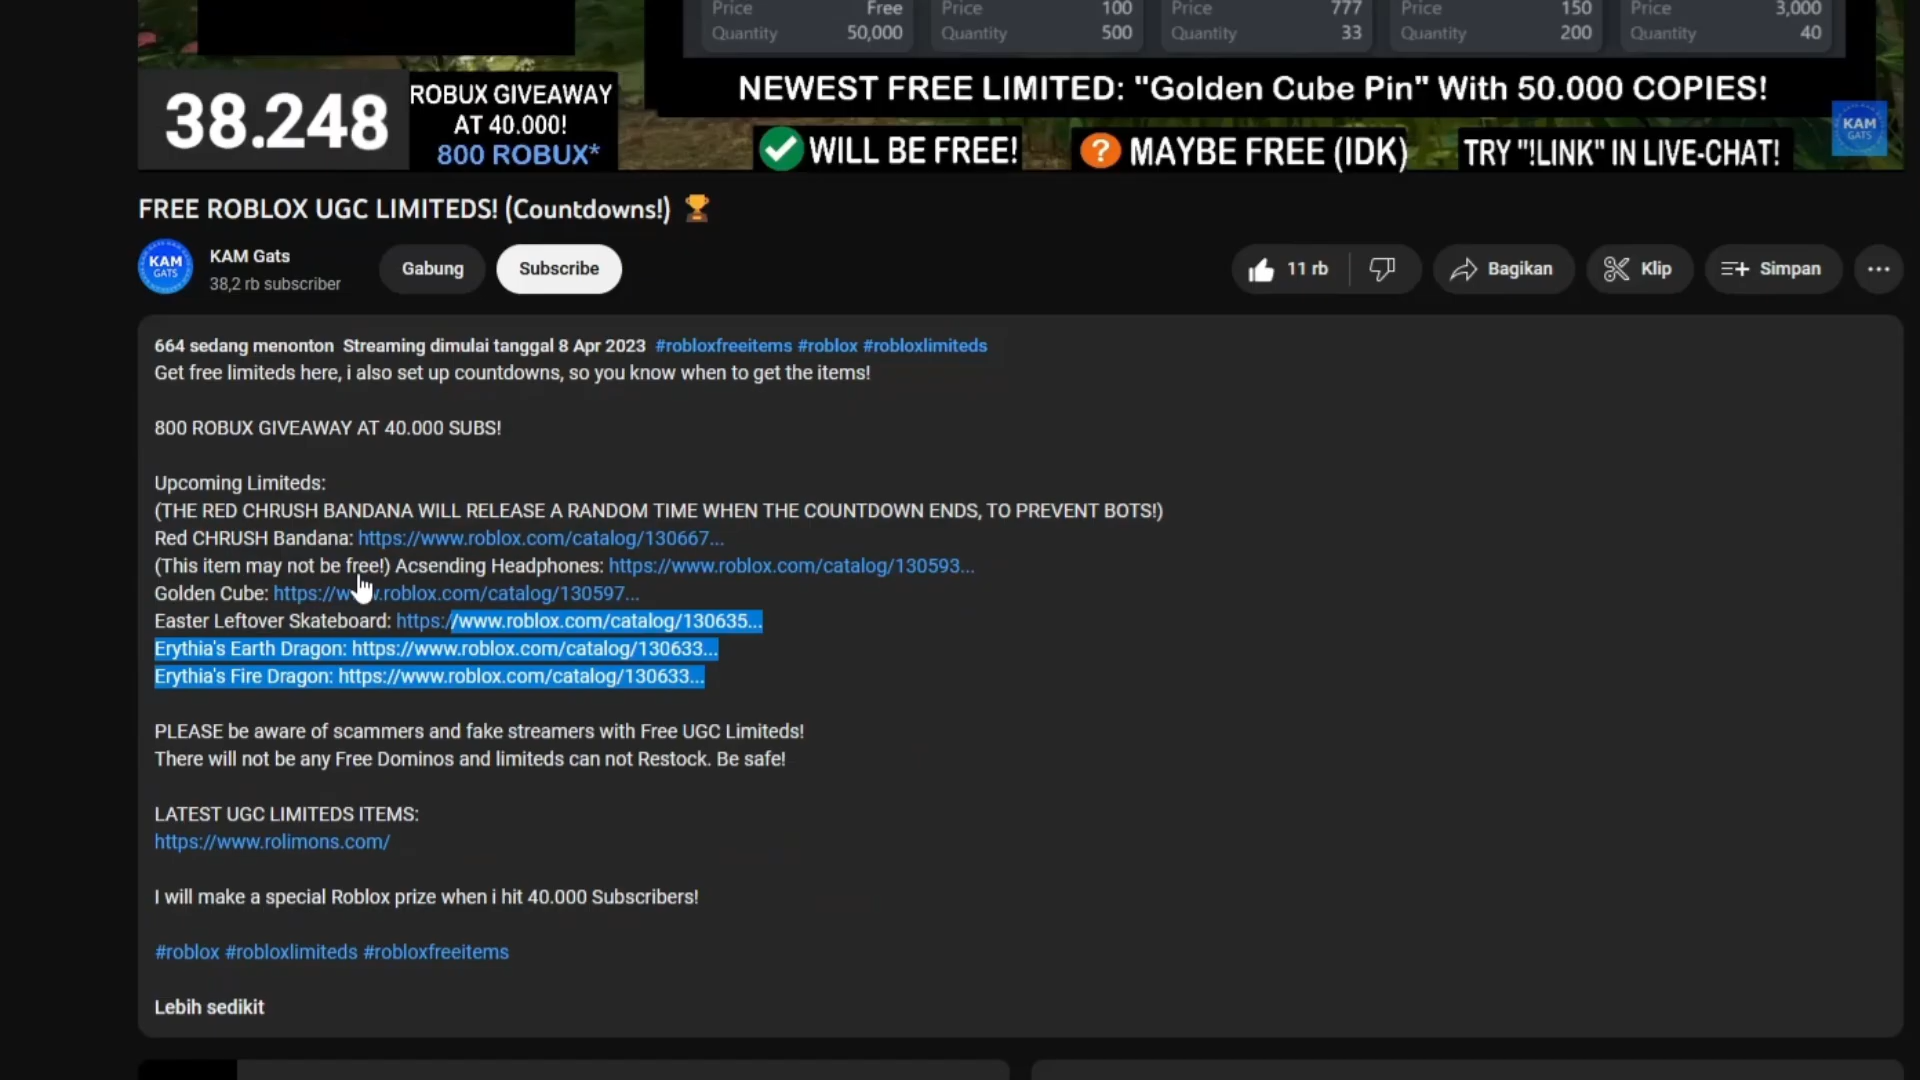 Price Free
Quantity 50,000
Price 100
Quantity 500
Price 777
Quantity 33
Price 150
Quantity 200
Price 3,000
Quantity 40
38.248
ROBUX GIVEAWAY
AT 40.000!
800 ROBUX*
NEWEST FREE LIMITED: "Golden Cube Pin" With 50.000 COPIES!
WILL BE FREE!
? MAYBE FREE (IDK)
TRY "!LINK" IN LIVE-CHAT!
KAM
GATS
FREE ROBLOX UGC LIMITEDS! (Countdowns!) 🏆
KAM
GATS
KAM Gats
38,2 rb subscriber
Gabung
Subscribe
11 rb
Bagikan
Klip
Simpan
664 sedang menonton Streaming dimulai tanggal 8 Apr 2023 #robloxfreeitems #roblox #robloxlimiteds
Get free limiteds here, i also set up countdowns, so you know when to get the items!
800 ROBUX GIVEAWAY AT 40.000 SUBS!
Upcoming Limiteds:
(THE RED CHRUSH BANDANA WILL RELEASE A RANDOM TIME WHEN THE COUNTDOWN ENDS, TO PREVENT BOTS!)
Red CHRUSH Bandana: https://www.roblox.com/catalog/130667...
(This item may not be free!) Acsending Headphones: https://www.roblox.com/catalog/130593...
Golden Cube: https://www.roblox.com/catalog/130597...
Easter Leftover Skateboard: https://www.roblox.com/catalog/130635...
Erythia's Earth Dragon: https://www.roblox.com/catalog/130633...
Erythia's Fire Dragon: https://www.roblox.com/catalog/130633...
PLEASE be aware of scammers and fake streamers with Free UGC Limiteds!
There will not be any Free Dominos and limiteds can not Restock. Be safe!
LATEST UGC LIMITEDS ITEMS:
https://www.rolimons.com/
I will make a special Roblox prize when i hit 40.000 Subscribers!
#roblox #robloxlimiteds #robloxfreeitems
Lebih sedikit